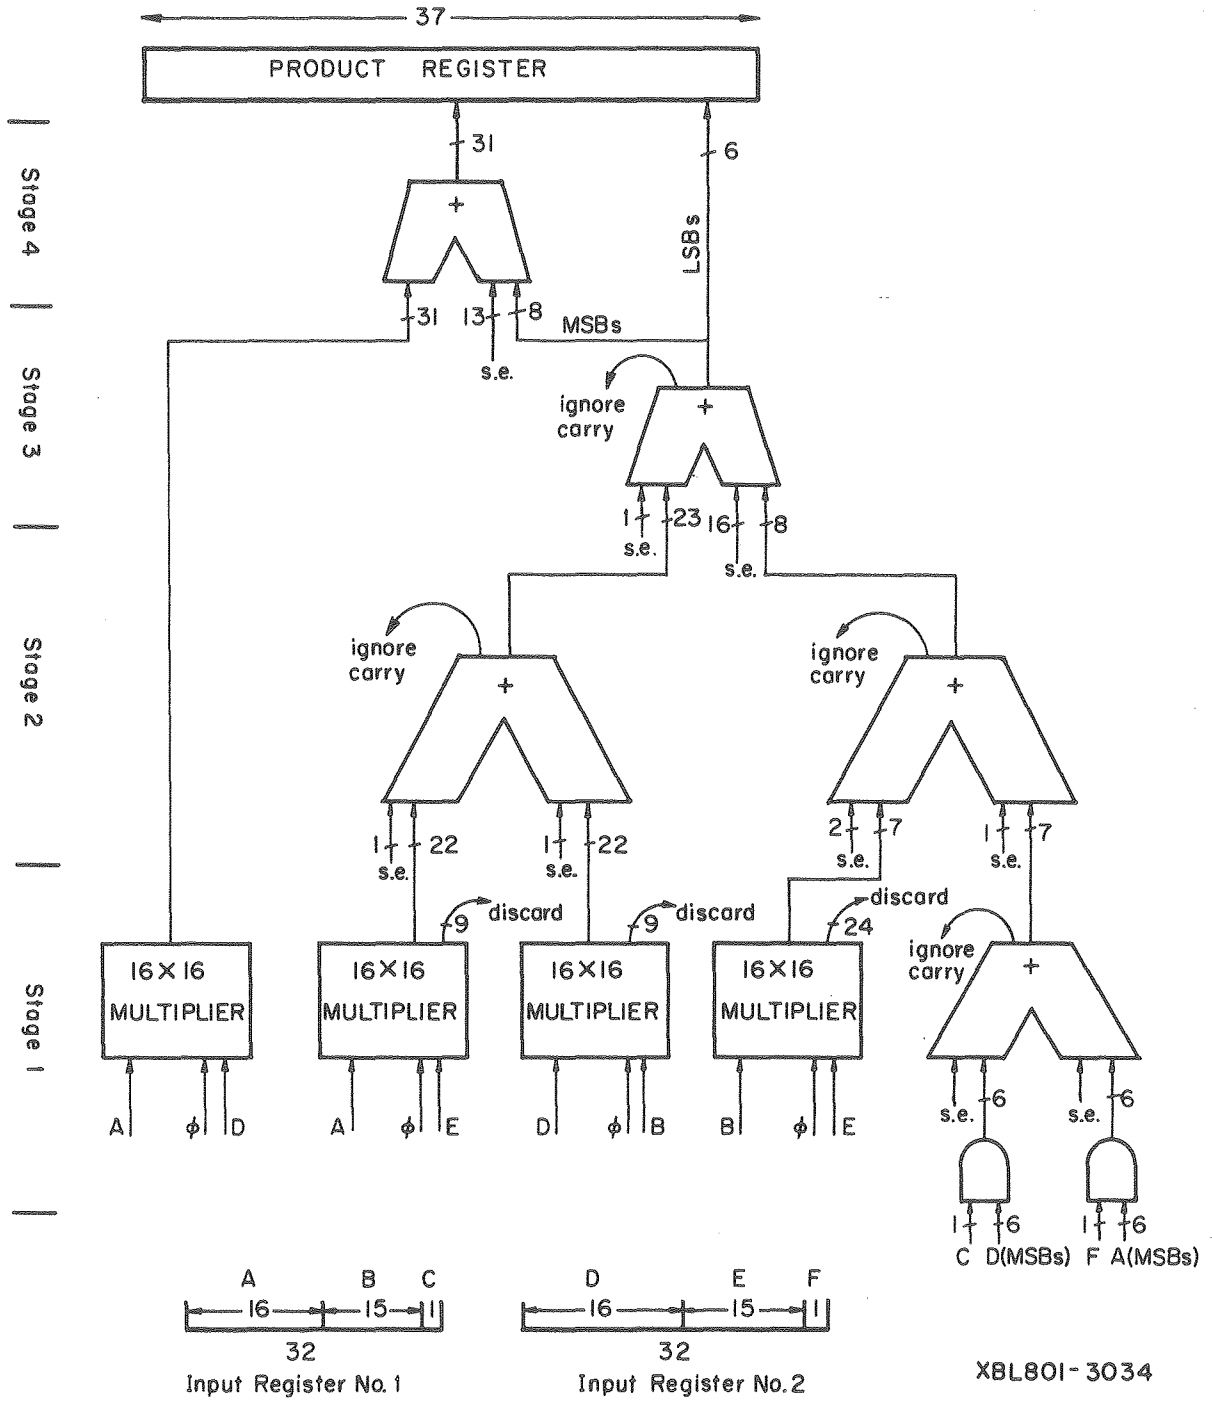 37
PRODUCT REGISTER
31
6
Stage 4
+
LSBs
31 13 8
MSBs
s.e.
ignore
carry
+
Stage 3
1 23 16 8
s.e.
s.e.
ignore
carry
+
ignore
carry
+
Stage 2
1 22 1 22 2 7 1 7
s.e. s.e. s.e. s.e.
9 discard
9 discard
24 discard
ignore
carry
+
Stage 1
16X16
MULTIPLIER
16X16
MULTIPLIER
16X16
MULTIPLIER
16X16
MULTIPLIER
s.e. 6 s.e. 6
A ϕ D A ϕ E D ϕ B B ϕ E
1 6 1 6
C D(MSBs) F A(MSBs)
A B C
16 15 1
32
Input Register No. 1
D E F
16 15 1
32
Input Register No. 2
XBL801-3034